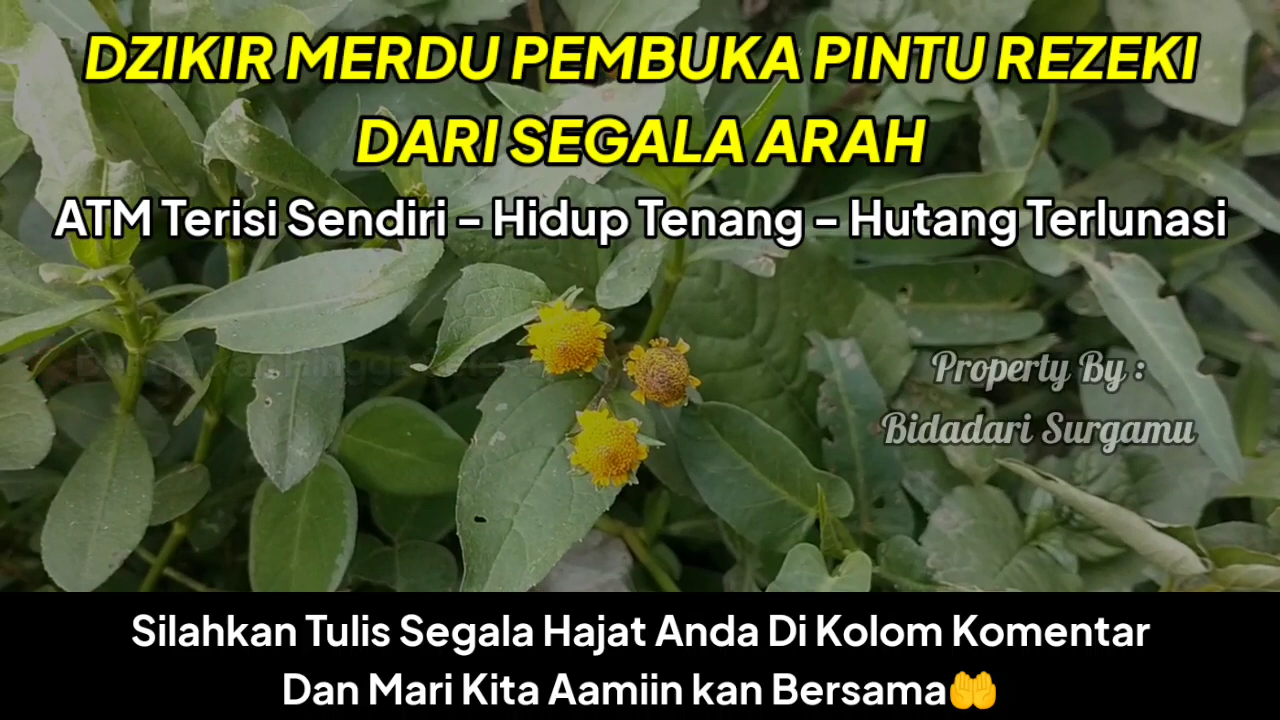 DZIKIR MERDU PEMBUKA PINTU REZEKI
DARI SEGALA ARAH
ATM Terisi Sendiri - Hidup Tenang - Hutang Terlunasi
Property By :
Bidadari Surgamu
Silahkan Tulis Segala Hajat Anda Di Kolom Komentar
Dan Mari Kita Aamiin kan Bersama🤲